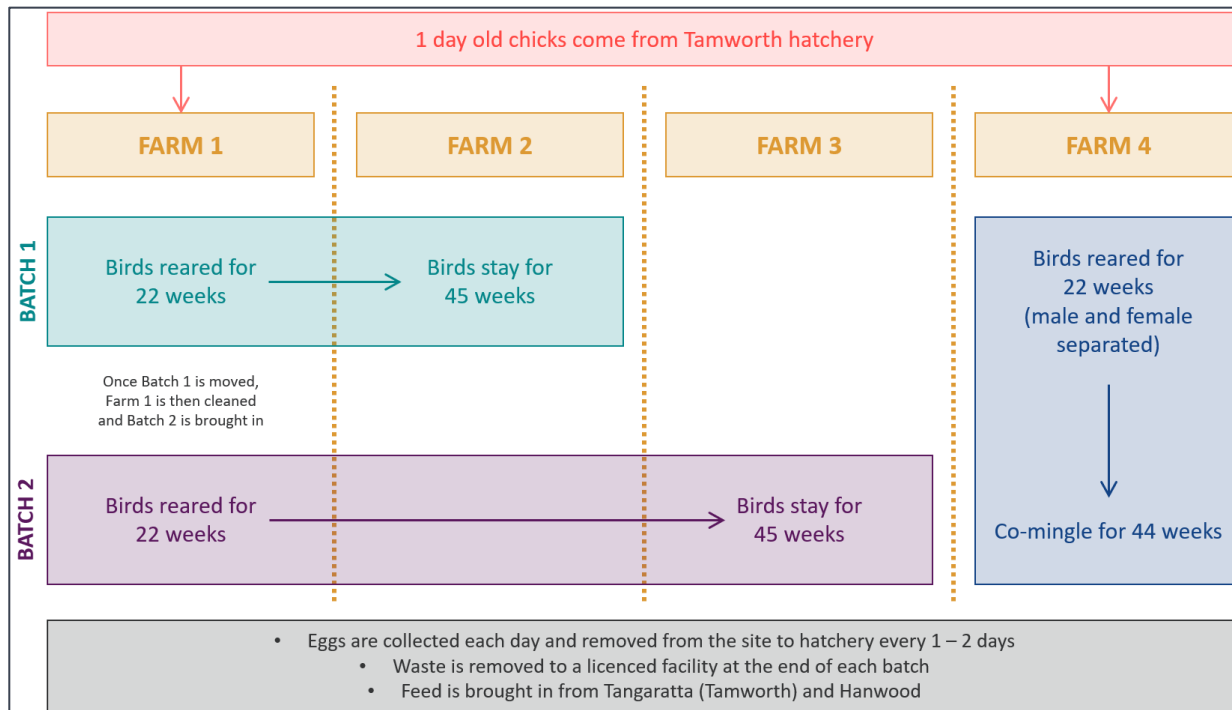 1 day old chicks come from Tamworth hatchery
FARM 1
FARM 2
FARM 3
FARM 4
BATCH 1
Birds reared for
22 weeks
Birds stay for
45 weeks
Birds reared for
22 weeks
(male and female
separated)
Co-mingle for 44 weeks
Once Batch 1 is moved,
Farm 1 is then cleaned
and Batch 2 is brought in
BATCH 2
Birds reared for
22 weeks
Birds stay for
45 weeks
• Eggs are collected each day and removed from the site to hatchery every 1 – 2 days
• Waste is removed to a licenced facility at the end of each batch
• Feed is brought in from Tangaratta (Tamworth) and Hanwood